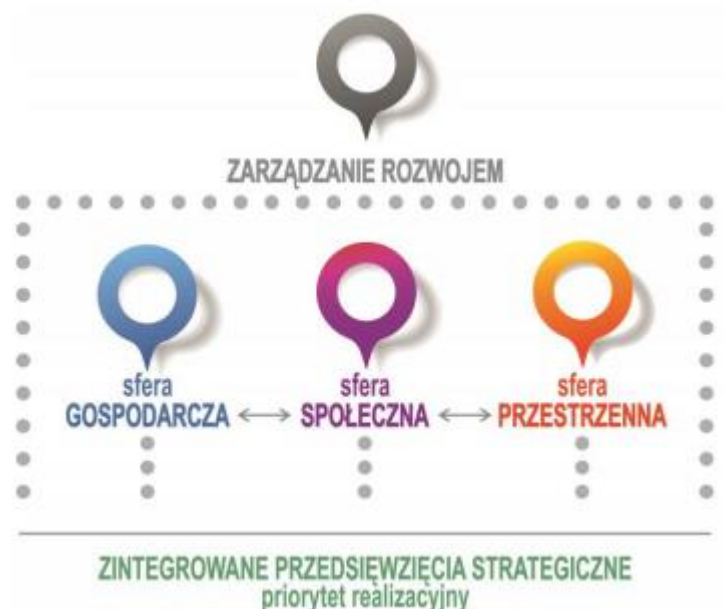 ZARZĄDZANIE ROZWOJEM
sfera
GOSPODARCZA
sfera
SPOŁECZNA
sfera
PRZESTRZENNA
ZINTEGROWANE PRZEDSIĘWZIĘCIA STRATEGICZNE
priorytet realizacyjny